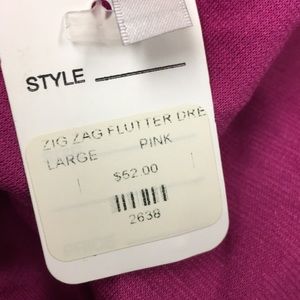 STYLE
ZIG ZAG FLUTTER DRE
LARGE PINK
$52.00
2638